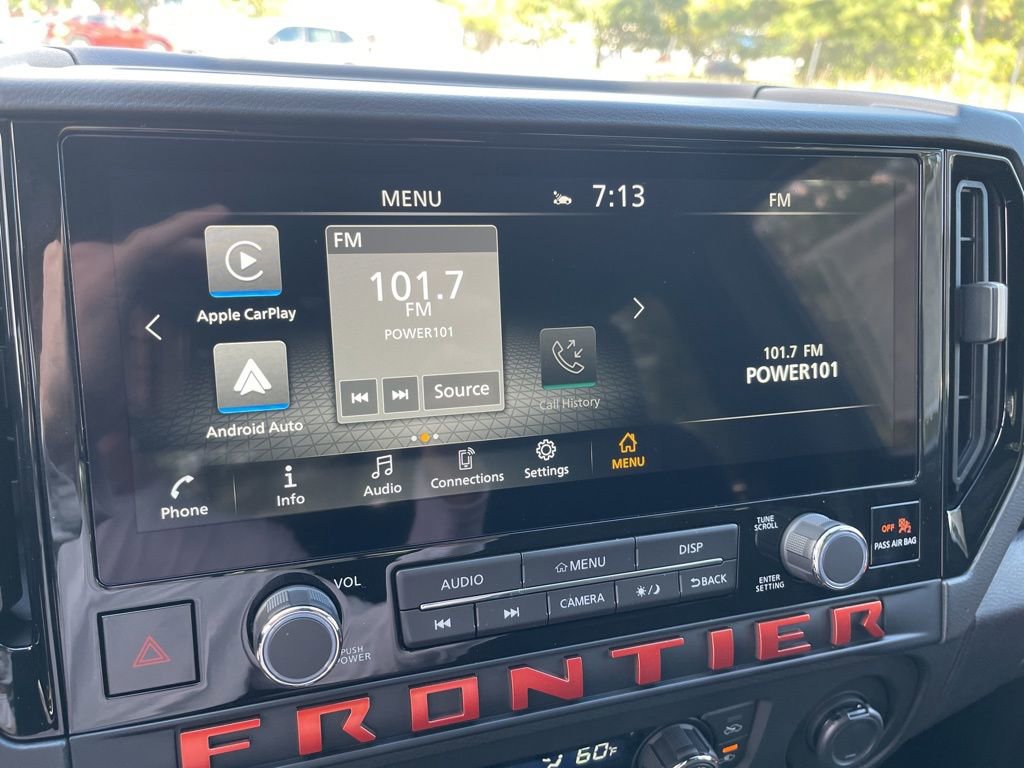 MENU
7:13
FM
Apple CarPlay
FM
101.7
FM
POWER101
Source
Android Auto
Call History
101.7 FM
POWER101
Phone
Info
Audio
Connections
Settings
MENU
VOL
PUSH
POWER
AUDIO
MENU
DISP
CAMERA
BACK
TUNE
SCROLL
ENTER
SETTING
OFF
PASS AIR BAG
FRONTIER
60°F